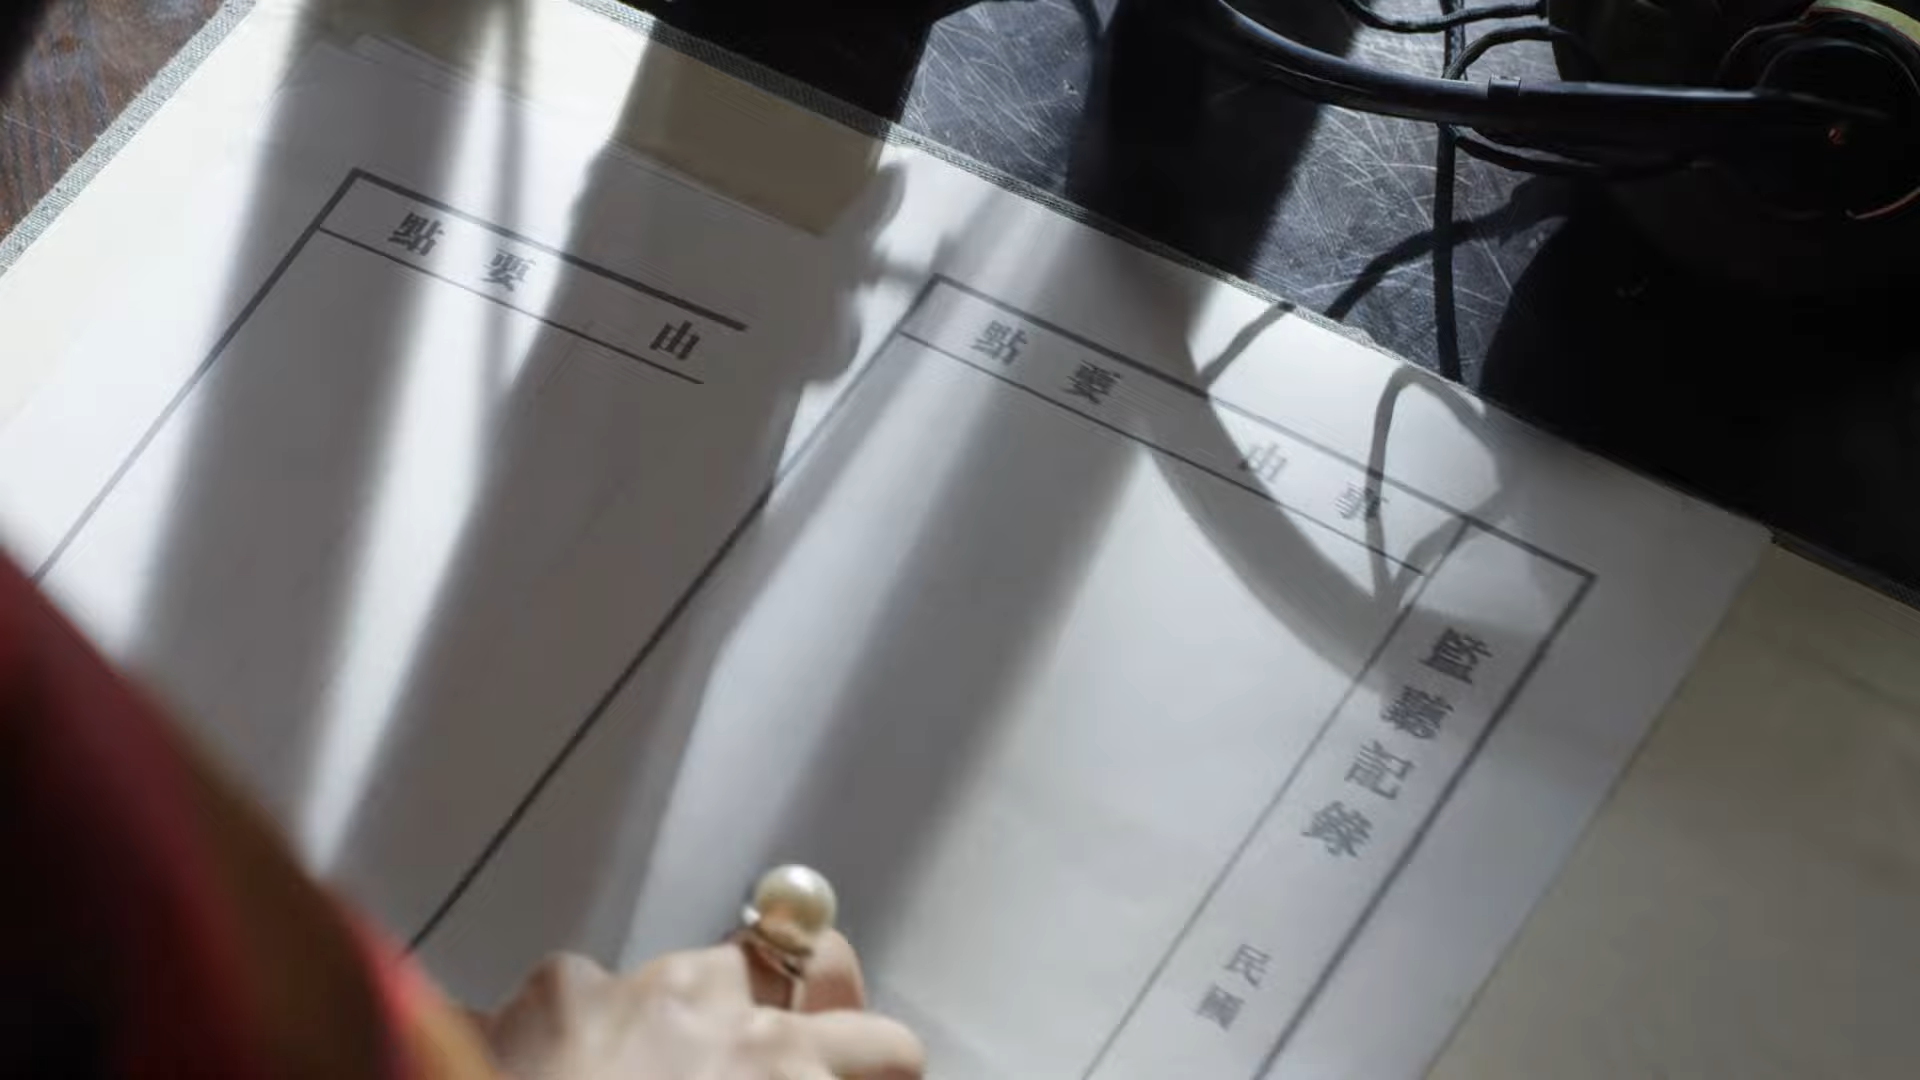 監聽記錄
民國
事由 要點
由 要點